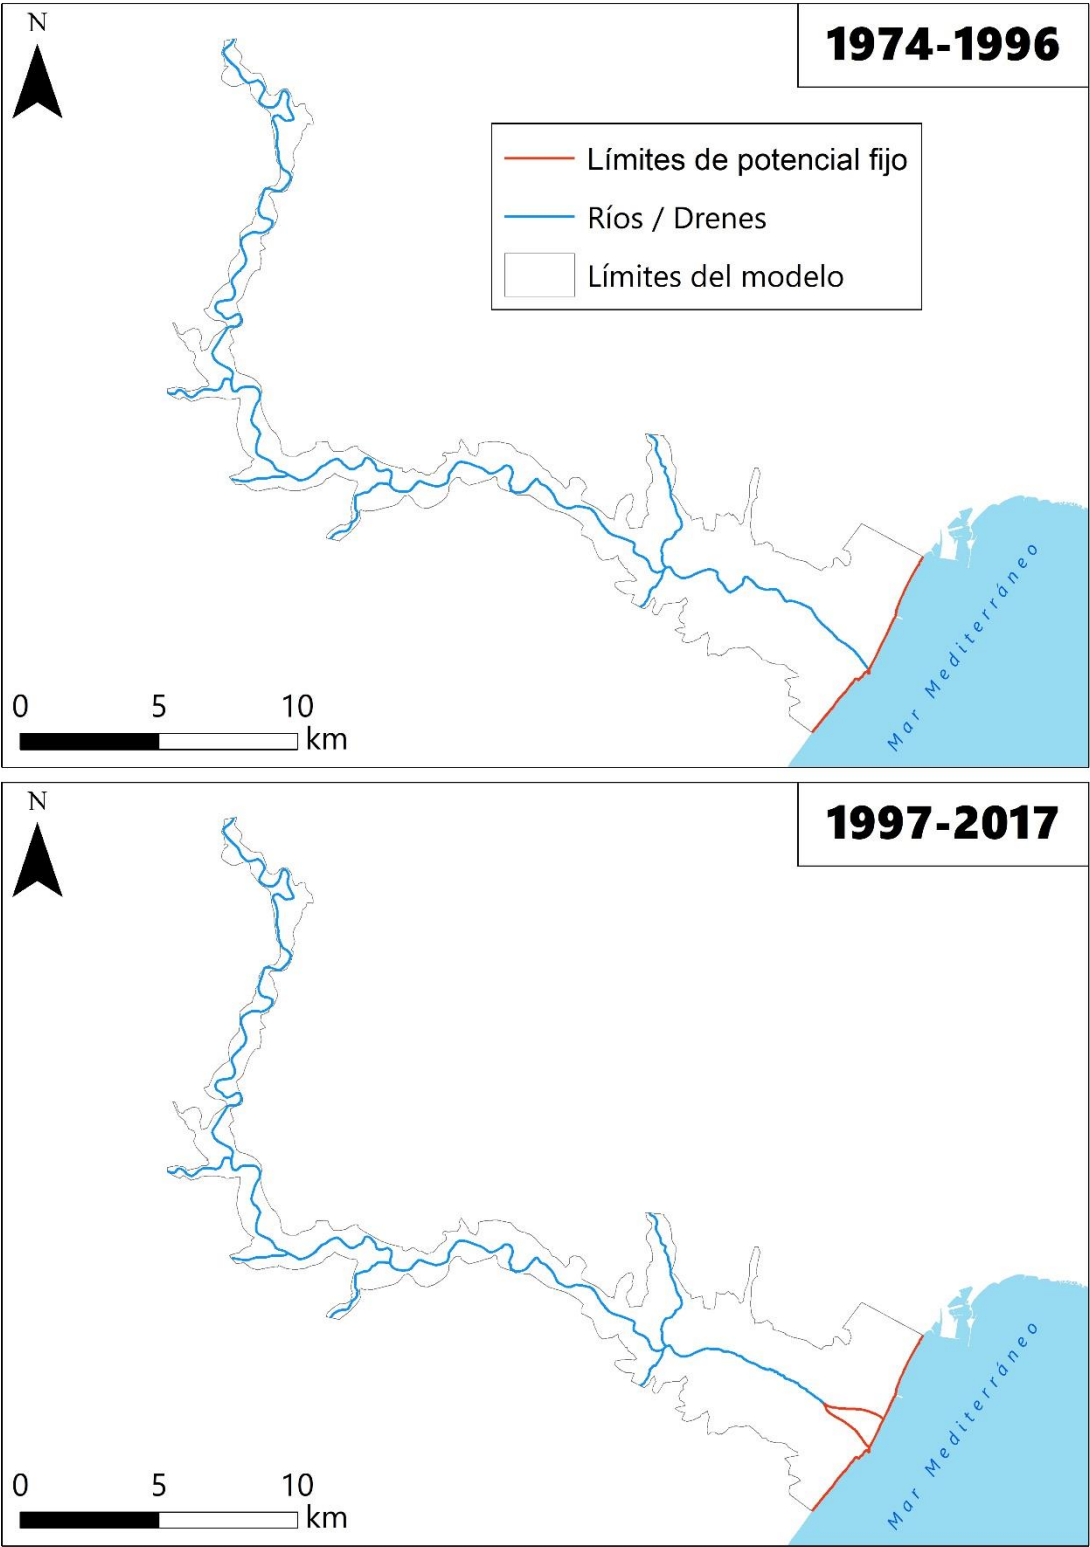 N
1974-1996
Límites de potencial fijo
Ríos / Drenes
Límites del modelo
Mar Mediterráneo
0 5 10
km
N
1997-2017
Mar Mediterráneo
0 5 10
km